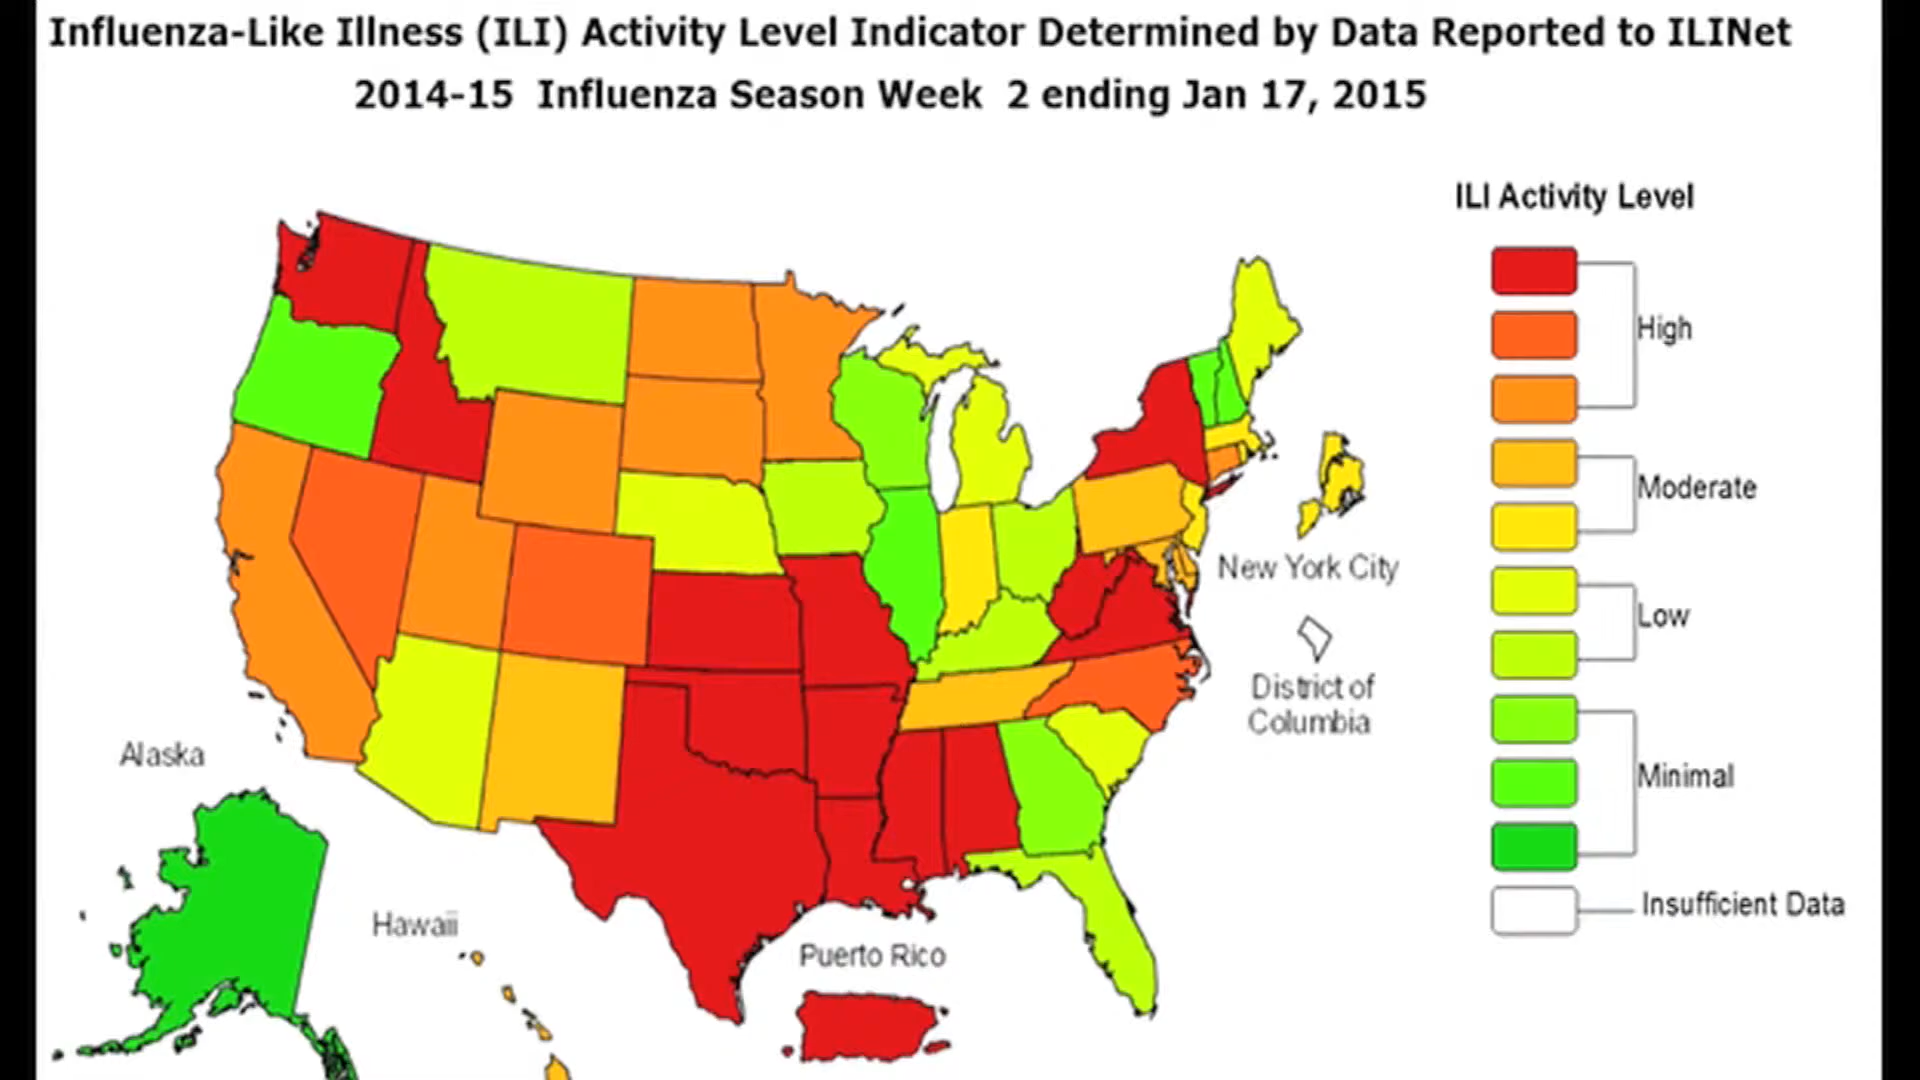 Influenza-Like Illness (ILI) Activity Level Indicator Determined by Data Reported to ILINet
2014-15 Influenza Season Week 2 ending Jan 17, 2015
ILI Activity Level
High
Moderate
Low
Minimal
Insufficient Data
New York City
District of
Columbia
Alaska
Hawaii
Puerto Rico